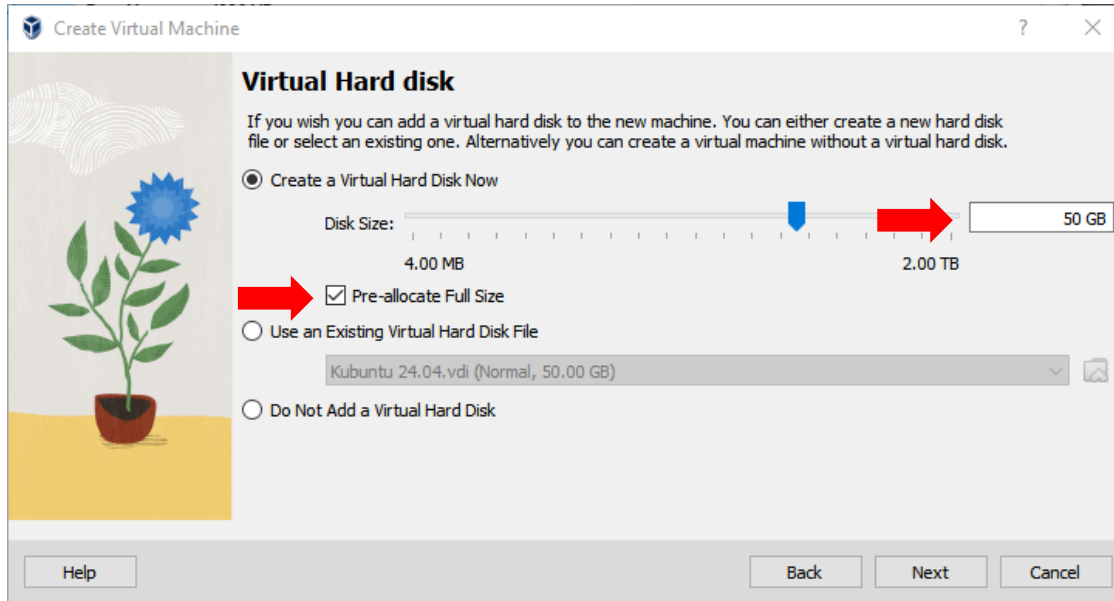 Create Virtual Machine
Virtual Hard disk
If you wish you can add a virtual hard disk to the new machine. You can either create a new hard disk
file or select an existing one. Alternatively you can create a virtual machine without a virtual hard disk.
Create a Virtual Hard Disk Now
Disk Size:
50 GB
4.00 MB
2.00 TB
Pre-allocate Full Size
Use an Existing Virtual Hard Disk File
Kubuntu 24.04.vdi (Normal, 50.00 GB)
Do Not Add a Virtual Hard Disk
Help
Back
Next
Cancel